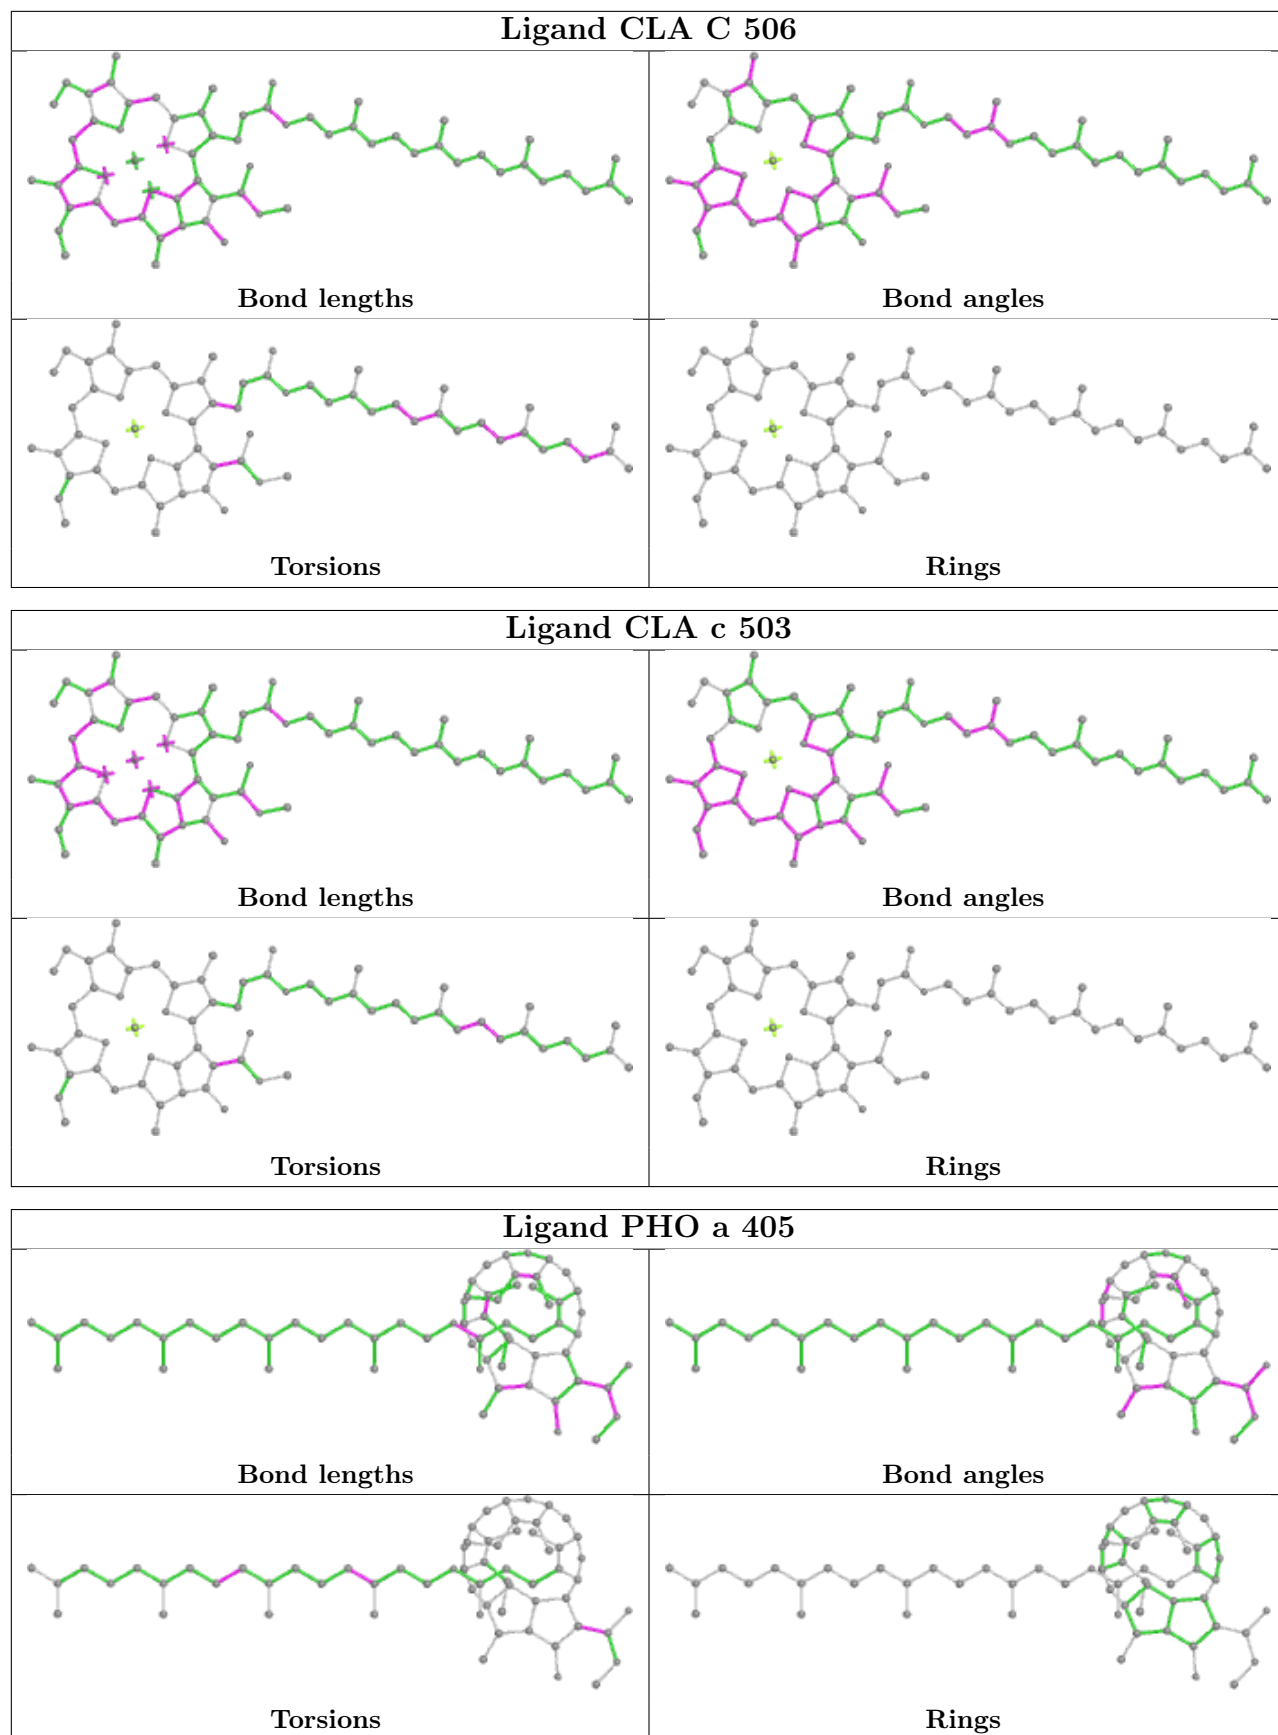 Ligand CLA C 506
Bond lengths
Bond angles
Torsions
Rings
Ligand CLA c 503
Bond lengths
Bond angles
Torsions
Rings
Ligand PHO a 405
Bond lengths
Bond angles
Torsions
Rings